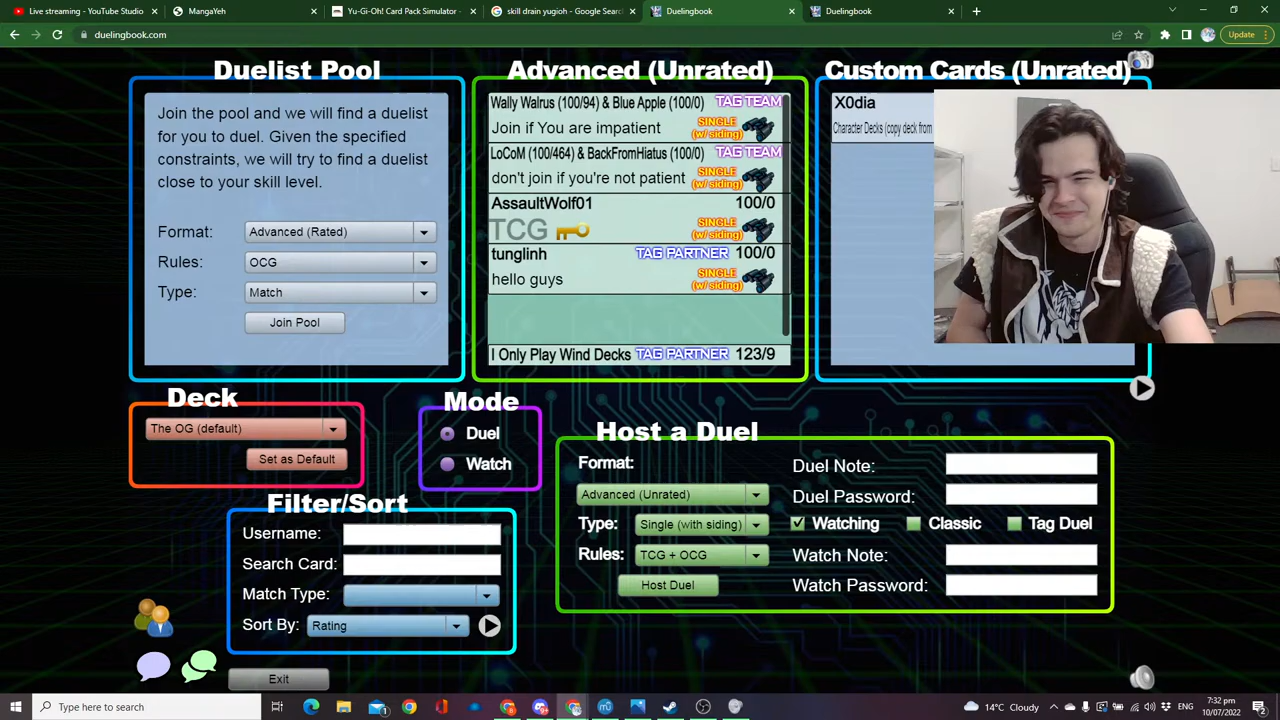 Live streaming - YouTube Studio
MangaYeh
Yu-Gi-Oh! Card Pack Simulator -
skill drain yugioh - Google Search
Duelingbook
Duelingbook
duelingbook.com
Update
Duelist Pool
Join the pool and we will find a duelist
for you to duel. Given the specified
constraints, we will try to find a duelist
close to your skill level.
Format: Advanced (Rated)
Rules: OCG
Type: Match
Join Pool
Advanced (Unrated)
Wally Walrus (100/94) & Blue Apple (100/0) TAG TEAM
Join if You are impatient SINGLE (w/ siding)
LoCoM (100/464) & BackFromHiatus (100/0) TAG TEAM
don't join if you're not patient SINGLE (w/ siding)
AssaultWolf01 100/0
TCG SINGLE (w/ siding)
tunglinh TAG PARTNER 100/0
hello guys SINGLE (w/ siding)
I Only Play Wind Decks TAG PARTNER 123/9
Custom Cards (Unrated)
X0dia
Character Decks (copy deck from
Deck
The OG (default)
Set as Default
Mode
Duel
Watch
Filter/Sort
Username:
Search Card:
Match Type:
Sort By: Rating
Host a Duel
Format:
Advanced (Unrated)
Type: Single (with siding)
Rules: TCG + OCG
Host Duel
Duel Note:
Duel Password:
Watching Classic Tag Duel
Watch Note:
Watch Password:
Exit
Type here to search
1
14°C Cloudy
7:32 pm
10/07/2022